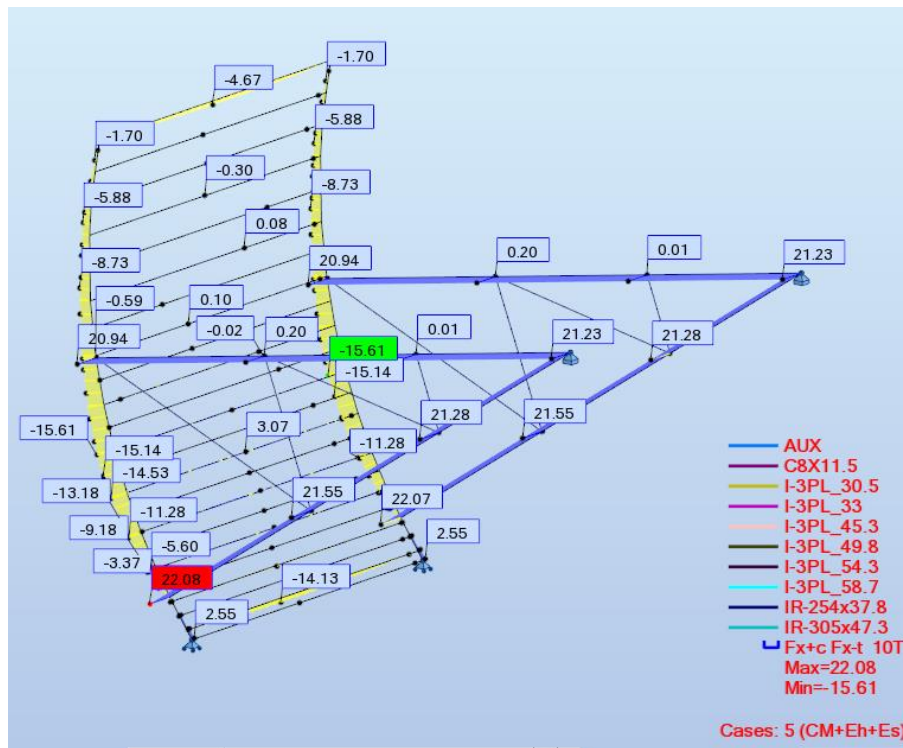 -1.70
-4.67
-1.70
-5.88
-0.30
-5.88
-8.73
0.08
-8.73
20.94
0.20
0.01
21.23
-0.59
0.10
-0.02
0.20
0.01
21.23
20.94
-15.61
21.28
-15.14
-15.61
3.07
-11.28
21.28
21.55
-15.14
-14.53
-13.18
-11.28
21.55
22.07
-9.18
-5.60
-3.37
2.55
22.08
-14.13
2.55
AUX
C8X11.5
I-3PL_30.5
I-3PL_33
I-3PL_45.3
I-3PL_49.8
I-3PL_54.3
I-3PL_58.7
IR-254x37.8
IR-305x47.3
Fx+c Fx-t 10T
Max=22.08
Min=-15.61
Cases: 5 (CM+Eh+Es)